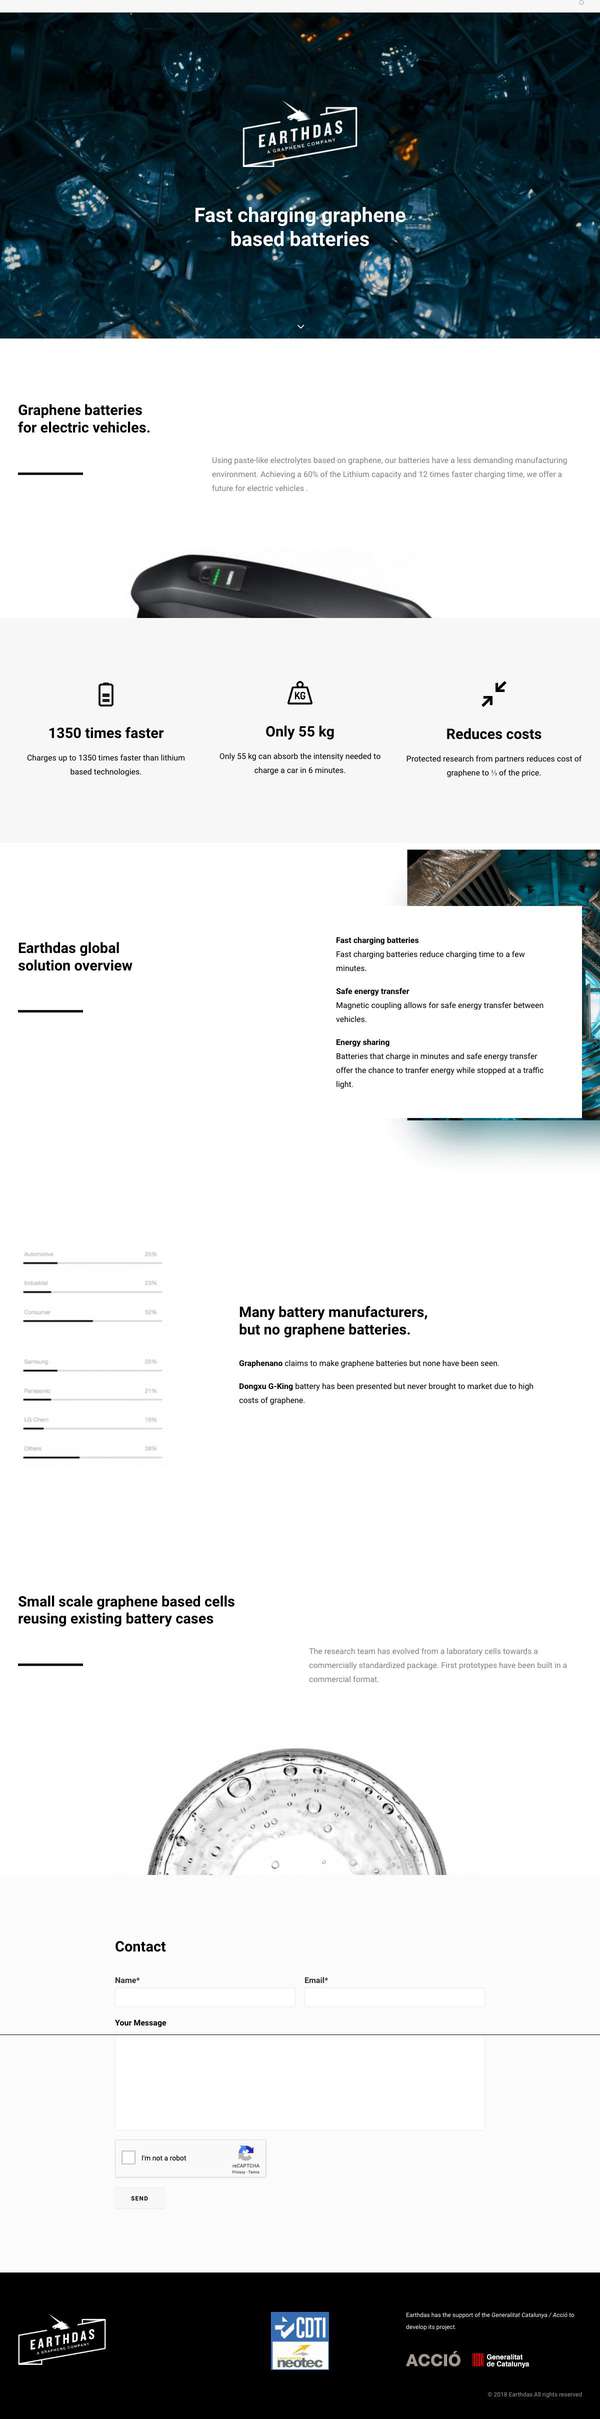 EARTHDAS
A GRAPHENE COMPANY
Fast charging graphene
based batteries
Graphene batteries
for electric vehicles.
Using paste-like electrolytes based on graphene, our batteries have a less demanding manufacturing
environment. Achieving a 60% of the Lithium capacity and 12 times faster charging time, we offer a
future for electric vehicles .
KG
1350 times faster
Charges up to 1350 times faster than lithium
based technologies.
Only 55 kg
Only 55 kg can absorb the intensity needed to
charge a car in 6 minutes.
Reduces costs
Protected research from partners reduces cost of
graphene to ⅓ of the price.
Earthdas global
solution overview
Fast charging batteries
Fast charging batteries reduce charging time to a few
minutes.
Safe energy transfer
Magnetic coupling allows for safe energy transfer between
vehicles.
Energy sharing
Batteries that charge in minutes and safe energy transfer
offer the chance to tranfer energy while stopped at a traffic
light.
Automotive
Industrial 23%
Consumer 52%
Samsung
Panasonic 21%
LG Chem
Others
Many battery manufacturers,
but no graphene batteries.
Graphenano claims to make graphene batteries but none have been seen.
Dongxu G-King battery has been presented but never brought to market due to high
costs of graphene.
Small scale graphene based cells
reusing existing battery cases
The research team has evolved from a laboratory cells towards a
commercially standardized package. First prototypes have been built in a
commercial format.
Contact
Name* Email*
Your Message
I'm not a robot
reCAPTCHA
Privacy - Terms
SEND
EARTHDAS
A GRAPHENE COMPANY
CDTI
neotec
Earthdas has the support of the Generalitat Catalunya / Acció to
develop its project.
ACCIÓ
Generalitat
de Catalunya
© 2018 Earthdas All rights reserved